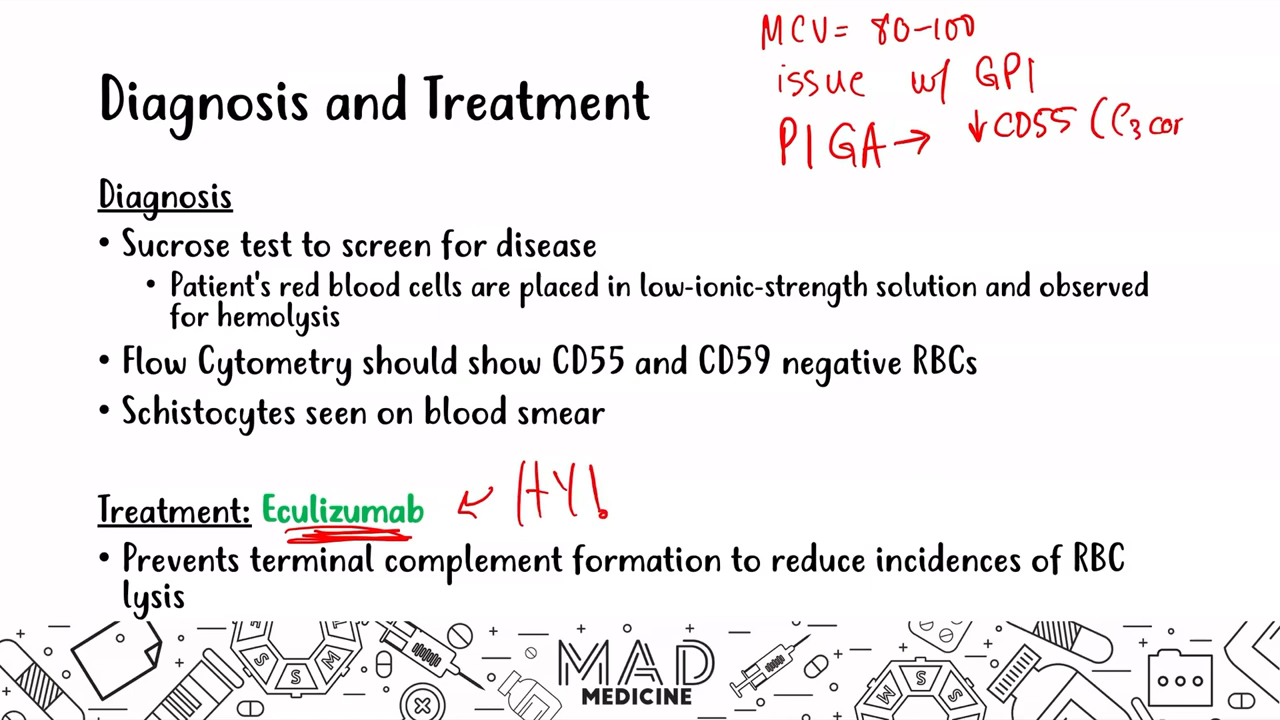 MCV = 80-100
issue w/ GPI
PIGA → ↓CD55 (C3 cor
Diagnosis and Treatment
Diagnosis
• Sucrose test to screen for disease
• Patient's red blood cells are placed in low-ionic-strength solution and observed
for hemolysis
• Flow Cytometry should show CD55 and CD59 negative RBCs
• Schistocytes seen on blood smear
Treatment: Eculizumab ← HY!
• Prevents terminal complement formation to reduce incidences of RBC
lysis
MAD
MEDICINE